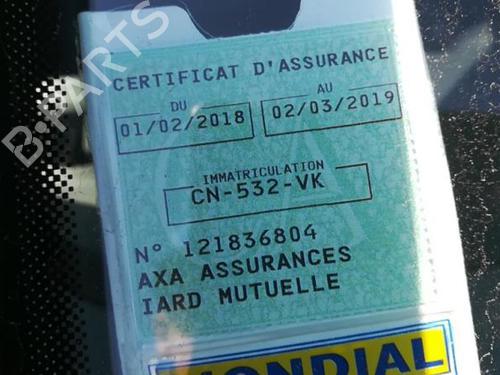 CERTIFICAT D'ASSURANCE
DU
01/02/2018
AU
02/03/2019
IMMATRICULATION
CN-532-VK
N° 121836804
AXA ASSURANCES
IARD MUTUELLE
MONDIAL
B-PARTS